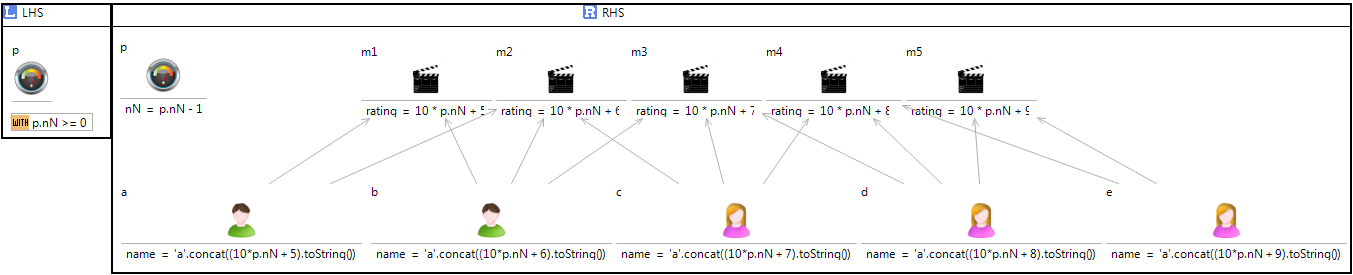 L LHS
R RHS
p
WITH p.nN >= 0
p
nN = p.nN - 1
m1 m2 m3 m4 m5
rating = 10 * p.nN + 5 rating = 10 * p.nN + 6 rating = 10 * p.nN + 7 rating = 10 * p.nN + 8 rating = 10 * p.nN + 9
a b c d e
name = 'a'.concat((10*p.nN + 5).toString()) name = 'a'.concat((10*p.nN + 6).toString()) name = 'a'.concat((10*p.nN + 7).toString()) name = 'a'.concat((10*p.nN + 8).toString()) name = 'a'.concat((10*p.nN + 9).toString())